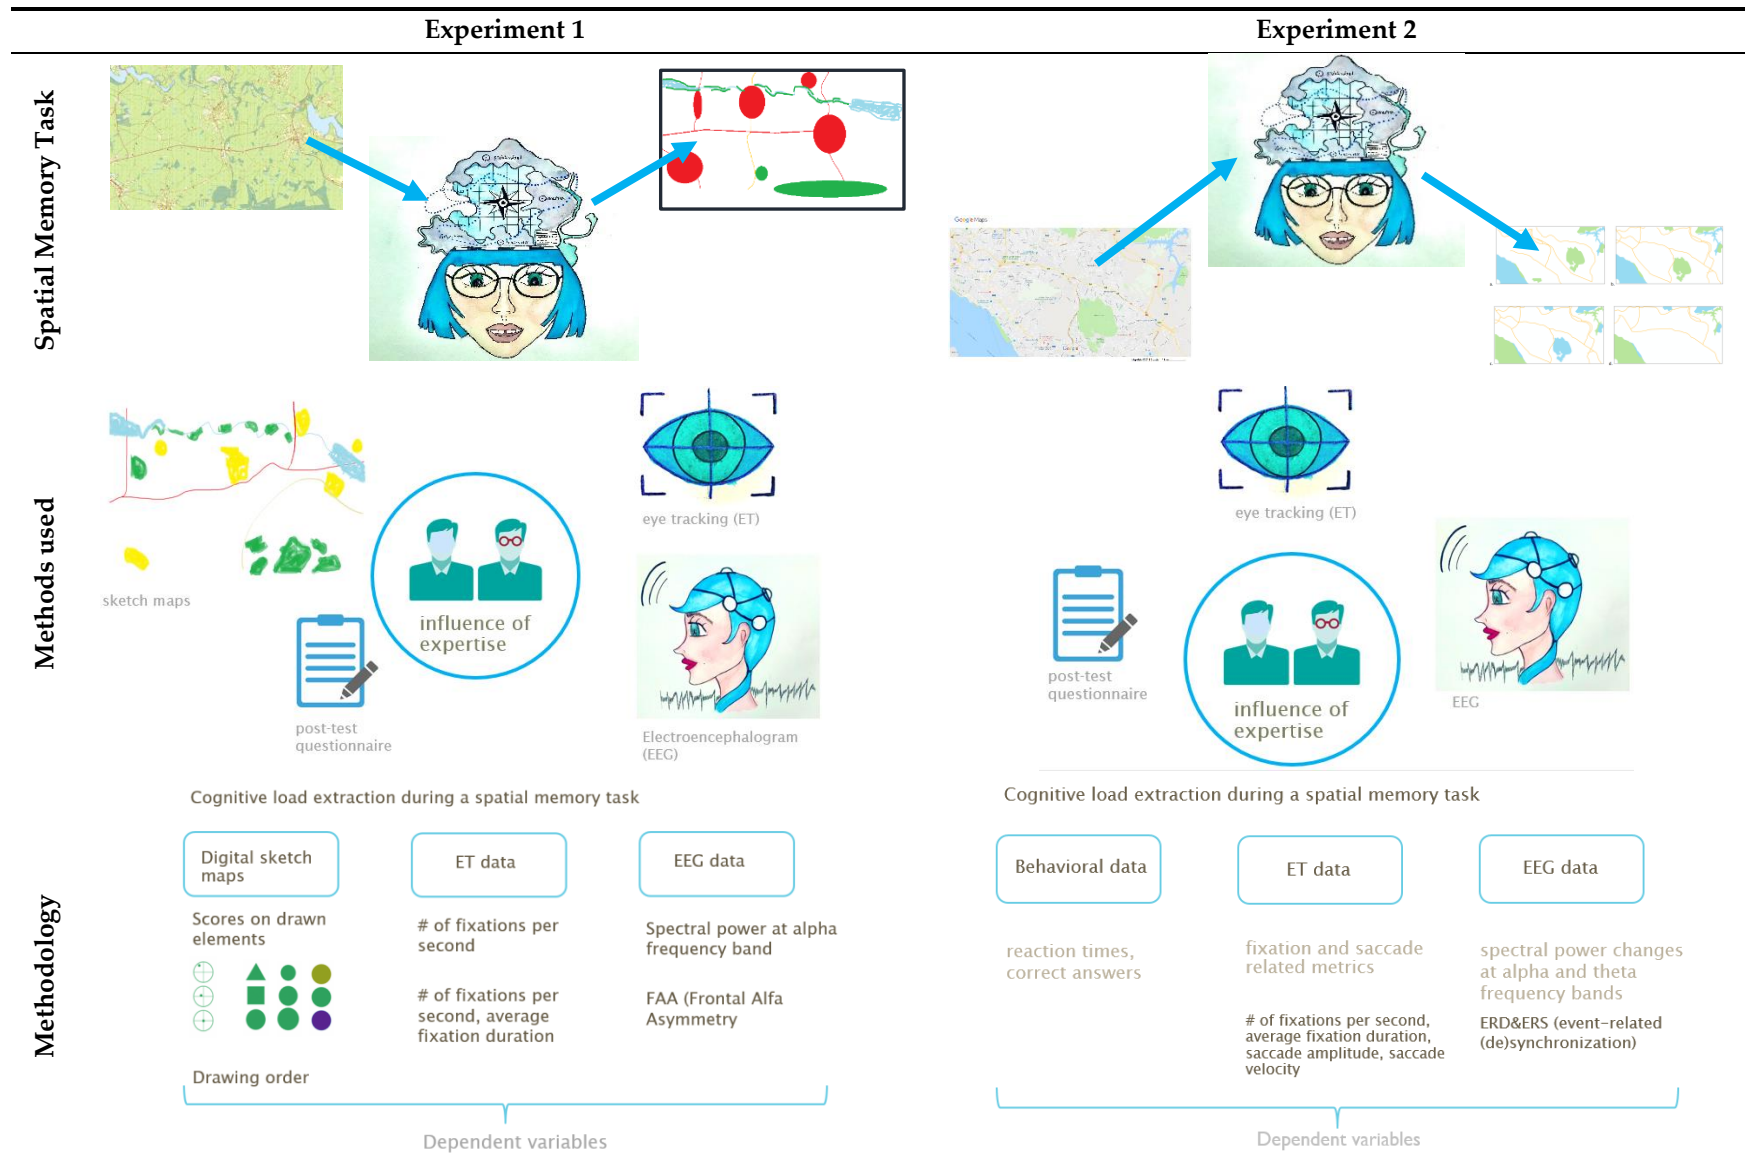 Experiment 1
Experiment 2
Spatial Memory Task
Google Maps
Methods used
sketch maps
post-test
questionnaire
influence of
expertise
eye tracking (ET)
Electroencephalogram
(EEG)
eye tracking (ET)
post-test
questionnaire
influence of
expertise
EEG
Methodology
Cognitive load extraction during a spatial memory task
Digital sketch
maps
ET data
EEG data
Scores on drawn
elements
# of fixations per
second
Spectral power at alpha
frequency band
# of fixations per
second, average
fixation duration
FAA (Frontal Alfa
Asymmetry
Drawing order
Dependent variables
Cognitive load extraction during a spatial memory task
Behavioral data
ET data
EEG data
reaction times,
correct answers
fixation and saccade
related metrics
spectral power changes
at alpha and theta
frequency bands
# of fixations per second,
average fixation duration,
saccade amplitude, saccade
velocity
ERD&ERS (event-related
(de)synchronization)
Dependent variables